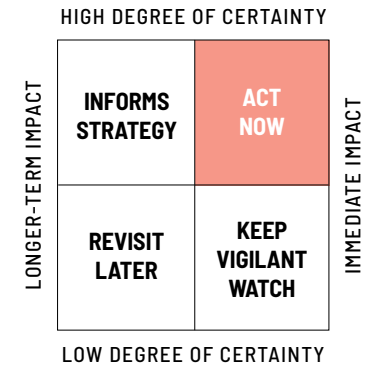 HIGH DEGREE OF CERTAINTY
LONGER-TERM IMPACT
INFORMS
STRATEGY
ACT
NOW
IMMEDIATE IMPACT
REVISIT
LATER
KEEP
VIGILANT
WATCH
LOW DEGREE OF CERTAINTY